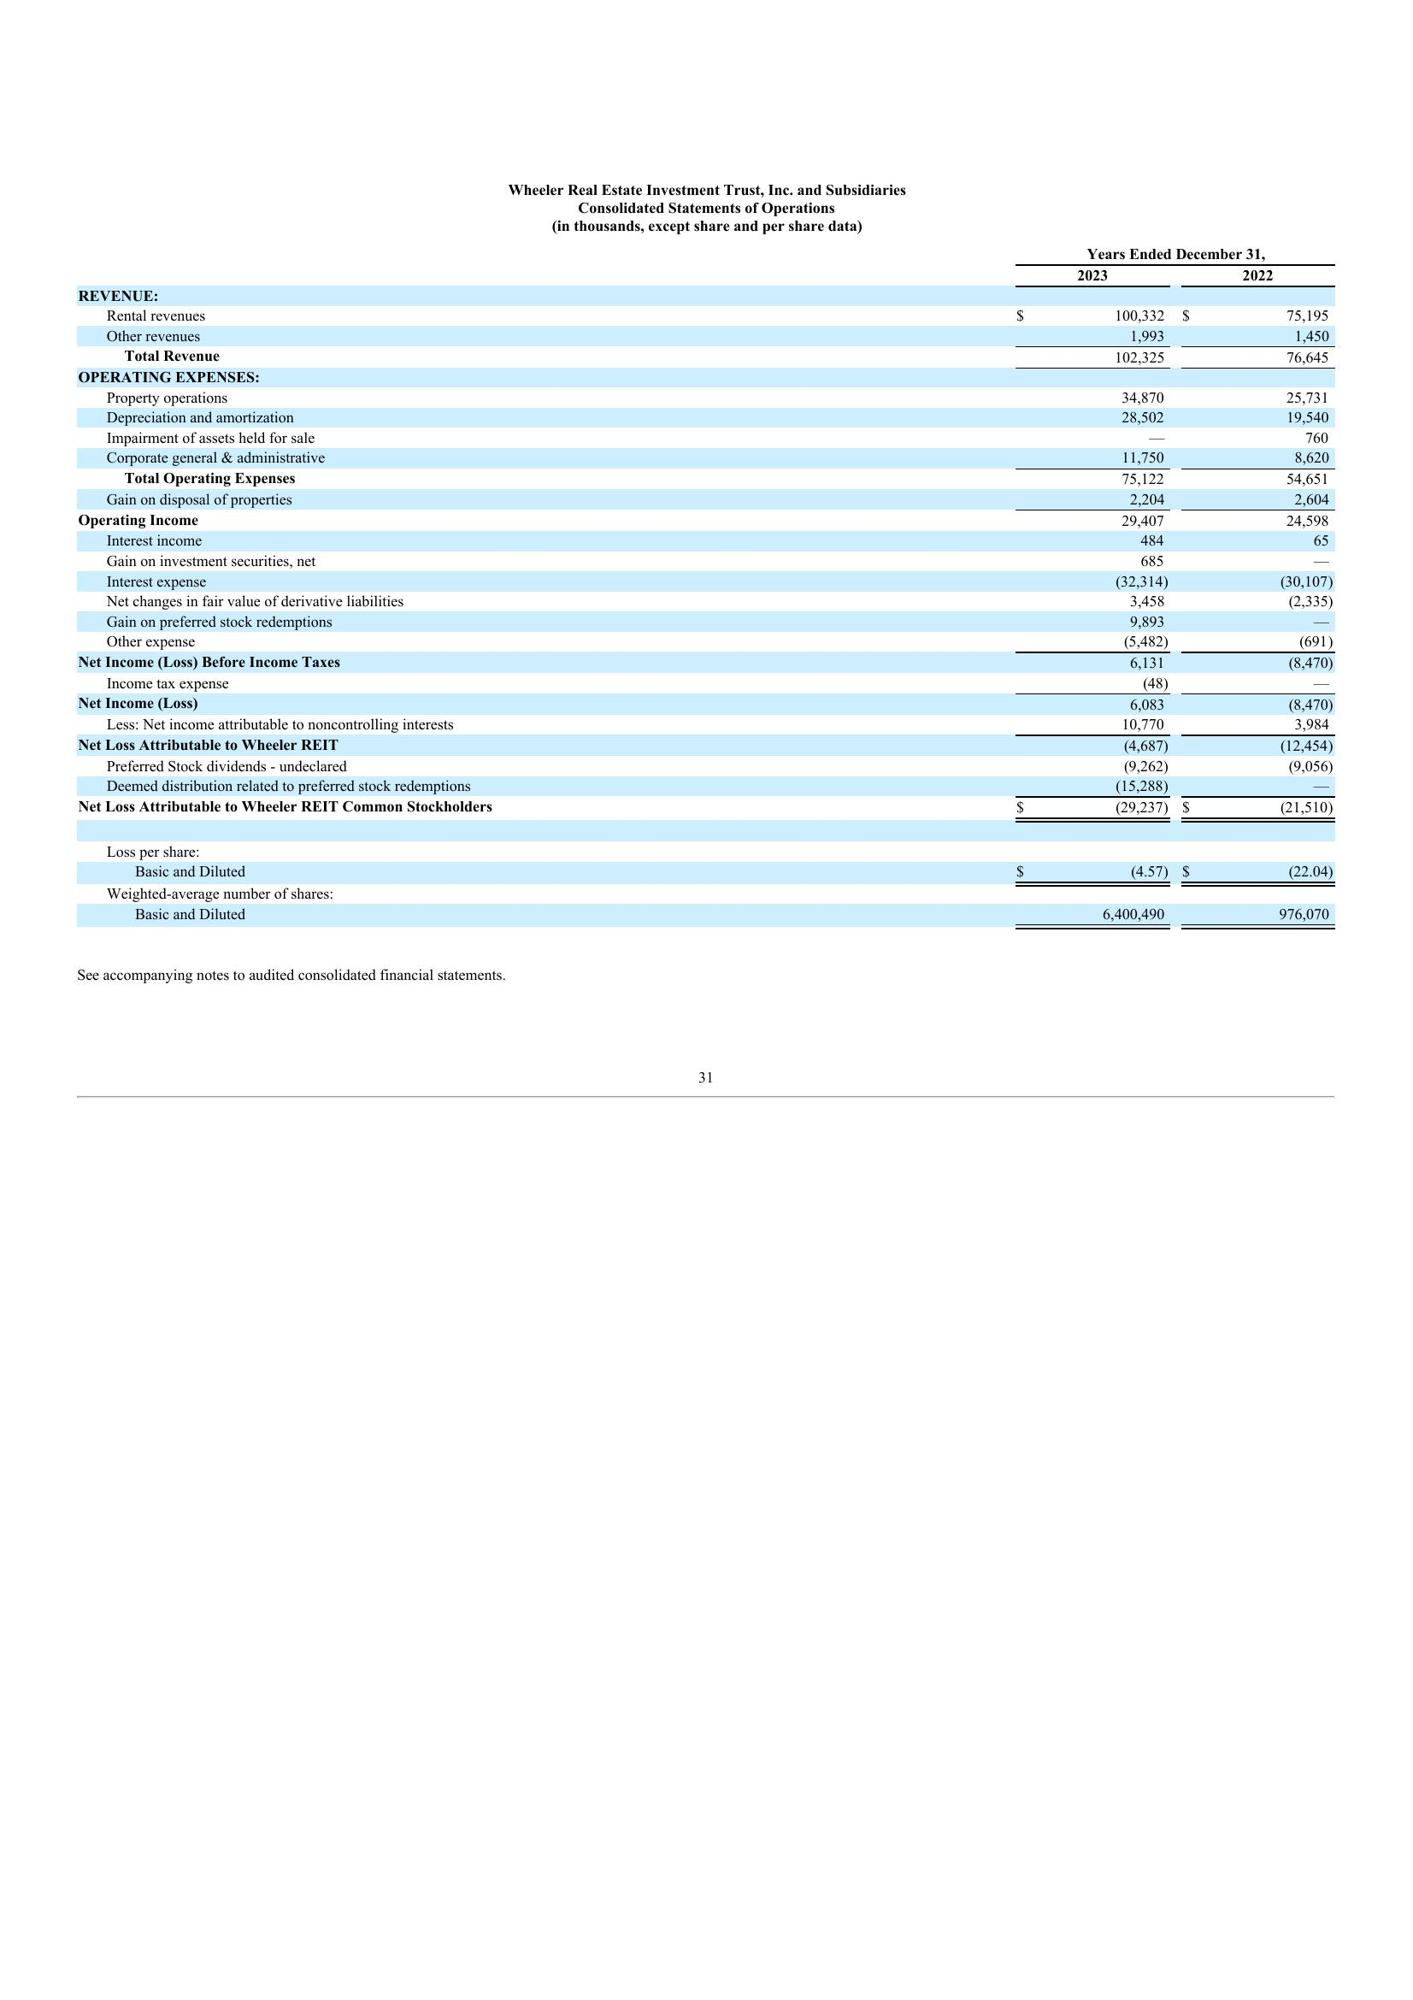 Wheeler Real Estate Investment Trust, Inc. and Subsidiaries
Consolidated Statements of Operations
(in thousands, except share and per share data)
Years Ended December 31,
2023 2022
REVENUE:
Rental revenues $ 100,332 $ 75,195
Other revenues 1,993 1,450
Total Revenue 102,325 76,645
OPERATING EXPENSES:
Property operations 34,870 25,731
Depreciation and amortization 28,502 19,540
Impairment of assets held for sale — 760
Corporate general & administrative 11,750 8,620
Total Operating Expenses 75,122 54,651
Gain on disposal of properties 2,204 2,604
Operating Income 29,407 24,598
Interest income 484 65
Gain on investment securities, net 685 —
Interest expense (32,314) (30,107)
Net changes in fair value of derivative liabilities 3,458 (2,335)
Gain on preferred stock redemptions 9,893 —
Other expense (5,482) (691)
Net Income (Loss) Before Income Taxes 6,131 (8,470)
Income tax expense (48) —
Net Income (Loss) 6,083 (8,470)
Less: Net income attributable to noncontrolling interests 10,770 3,984
Net Loss Attributable to Wheeler REIT (4,687) (12,454)
Preferred Stock dividends - undeclared (9,262) (9,056)
Deemed distribution related to preferred stock redemptions (15,288) —
Net Loss Attributable to Wheeler REIT Common Stockholders $ (29,237) $ (21,510)
Loss per share:
Basic and Diluted $ (4.57) $ (22.04)
Weighted-average number of shares:
Basic and Diluted 6,400,490 976,070
See accompanying notes to audited consolidated financial statements.
31